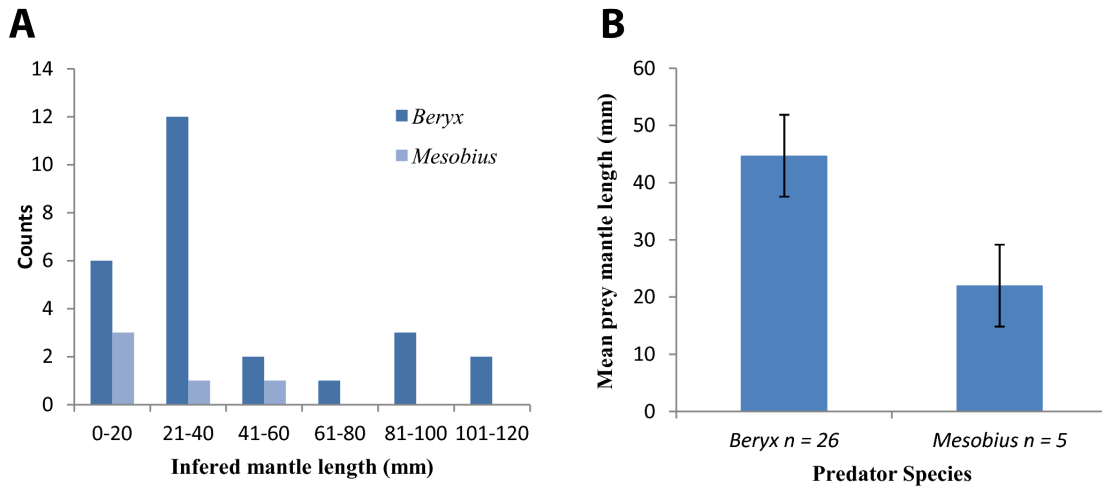 A
14
12
10
8
6
4
2
0
Counts
Beryx
Mesobius
0-20 21-40 41-60 61-80 81-100 101-120
Infered mantle length (mm)
B
60
50
40
30
20
10
0
Mean prey mantle length (mm)
Beryx n = 26 Mesobius n = 5
Predator Species